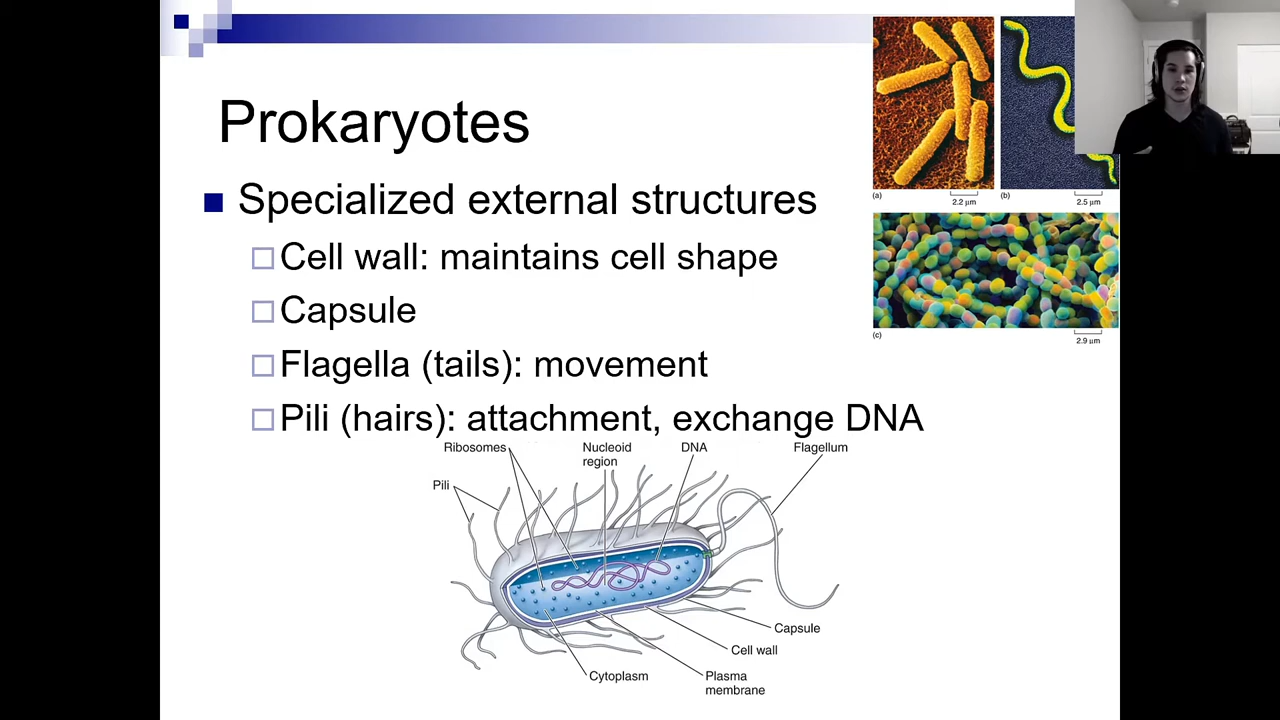 Prokaryotes
Specialized external structures
Cell wall: maintains cell shape
Capsule
Flagella (tails): movement
Pili (hairs): attachment, exchange DNA
(a)
2.2 μm
(b)
2.5 μm
(c)
2.9 μm
Ribosomes
Nucleoid
region
DNA
Flagellum
Pili
Capsule
Cell wall
Cytoplasm
Plasma
membrane